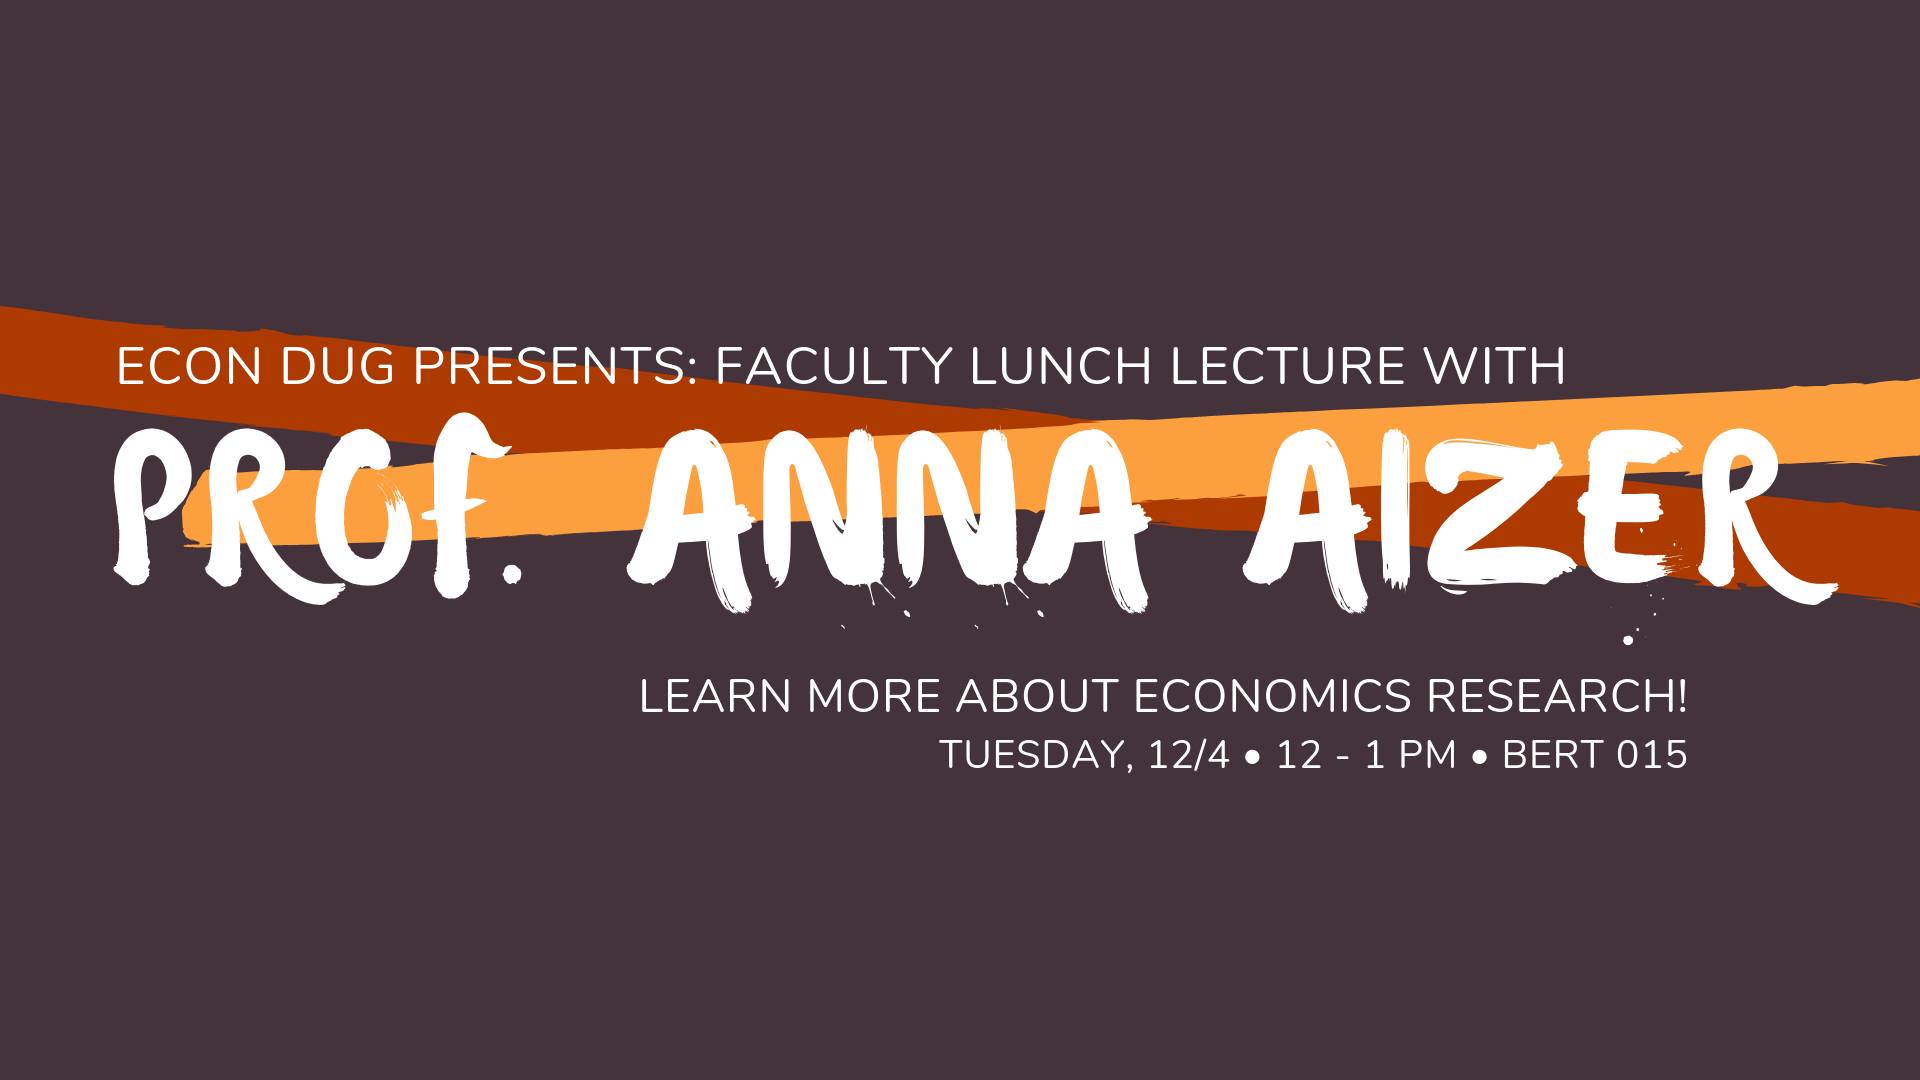 ECON DUG PRESENTS: FACULTY LUNCH LECTURE WITH
PROF. ANNA AIZER
LEARN MORE ABOUT ECONOMICS RESEARCH!
TUESDAY, 12/4 • 12 - 1 PM • BERT 015